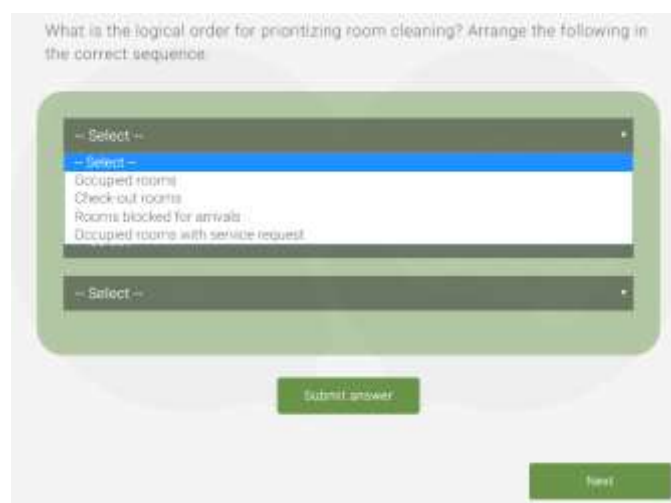 What is the logical order for prioritizing room cleaning? Arrange the following in
the correct sequence.
-- Select --
-- Select --
Occupied rooms
Check-out rooms
Rooms blocked for arrivals
Occupied rooms with service request
-- Select --
Submit answer
Next